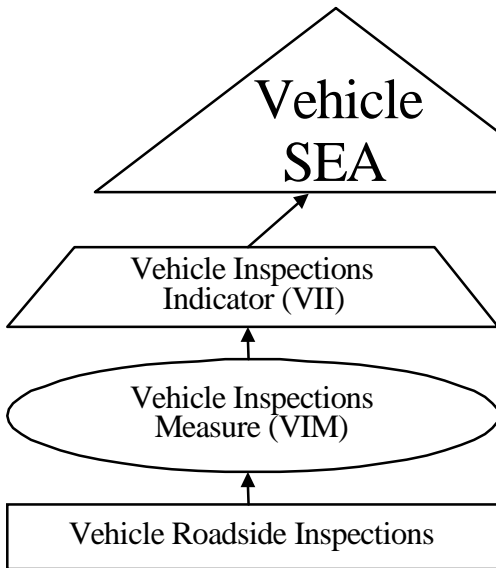 Vehicle
SEA
Vehicle Inspections
Indicator (VII)
Vehicle Inspections
Measure (VIM)
Vehicle Roadside Inspections